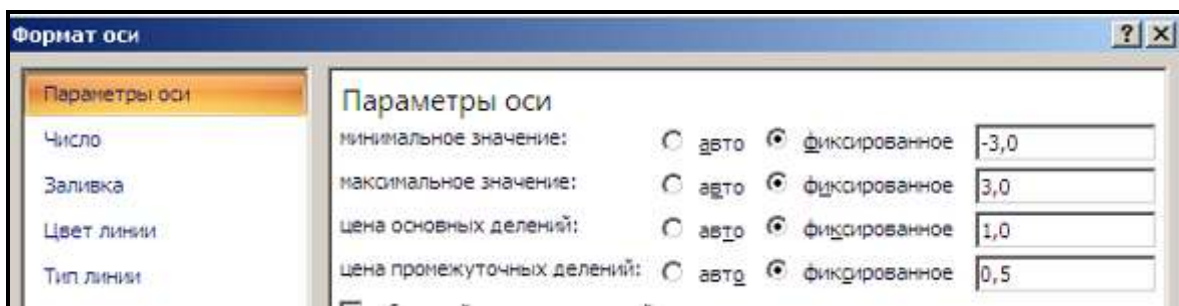 Формат оси
Параметры оси
Число
Заливка
Цвет линии
Тип линии
Параметры оси
минимальное значение: авто фиксированное -3,0
максимальное значение: авто фиксированное 3,0
цена основных делений: авто фиксированное 1,0
цена промежуточных делений: авто фиксированное 0,5